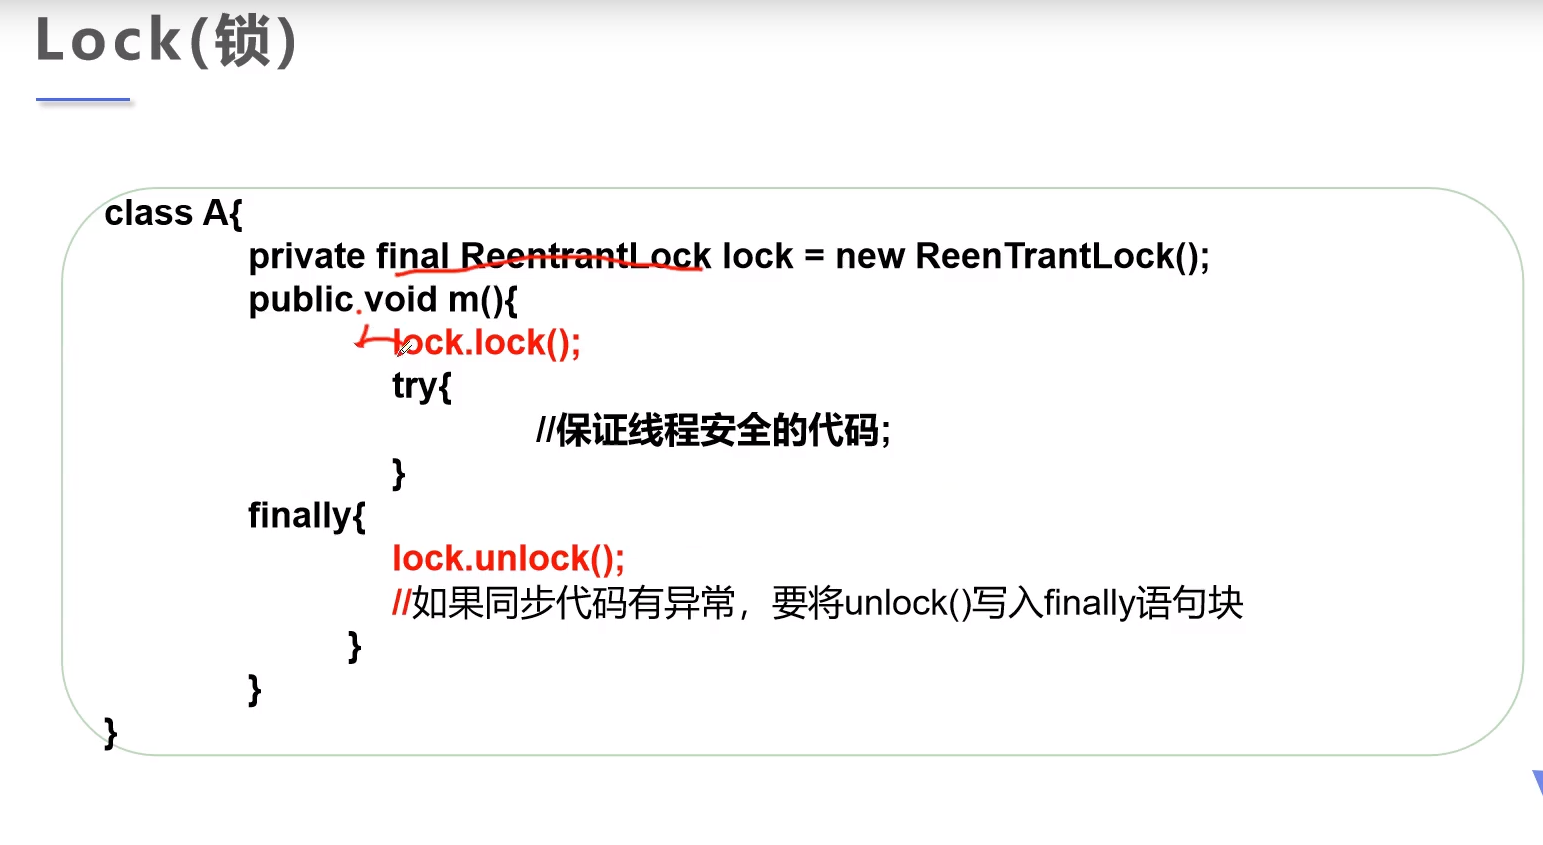 Lock(锁)
class A{
private final ReentrantLock lock = new ReenTrantLock();
public void m(){
lock.lock();
try{
//保证线程安全的代码;
}
finally{
lock.unlock();
//如果同步代码有异常，要将unlock()写入finally语句块
}
}
}